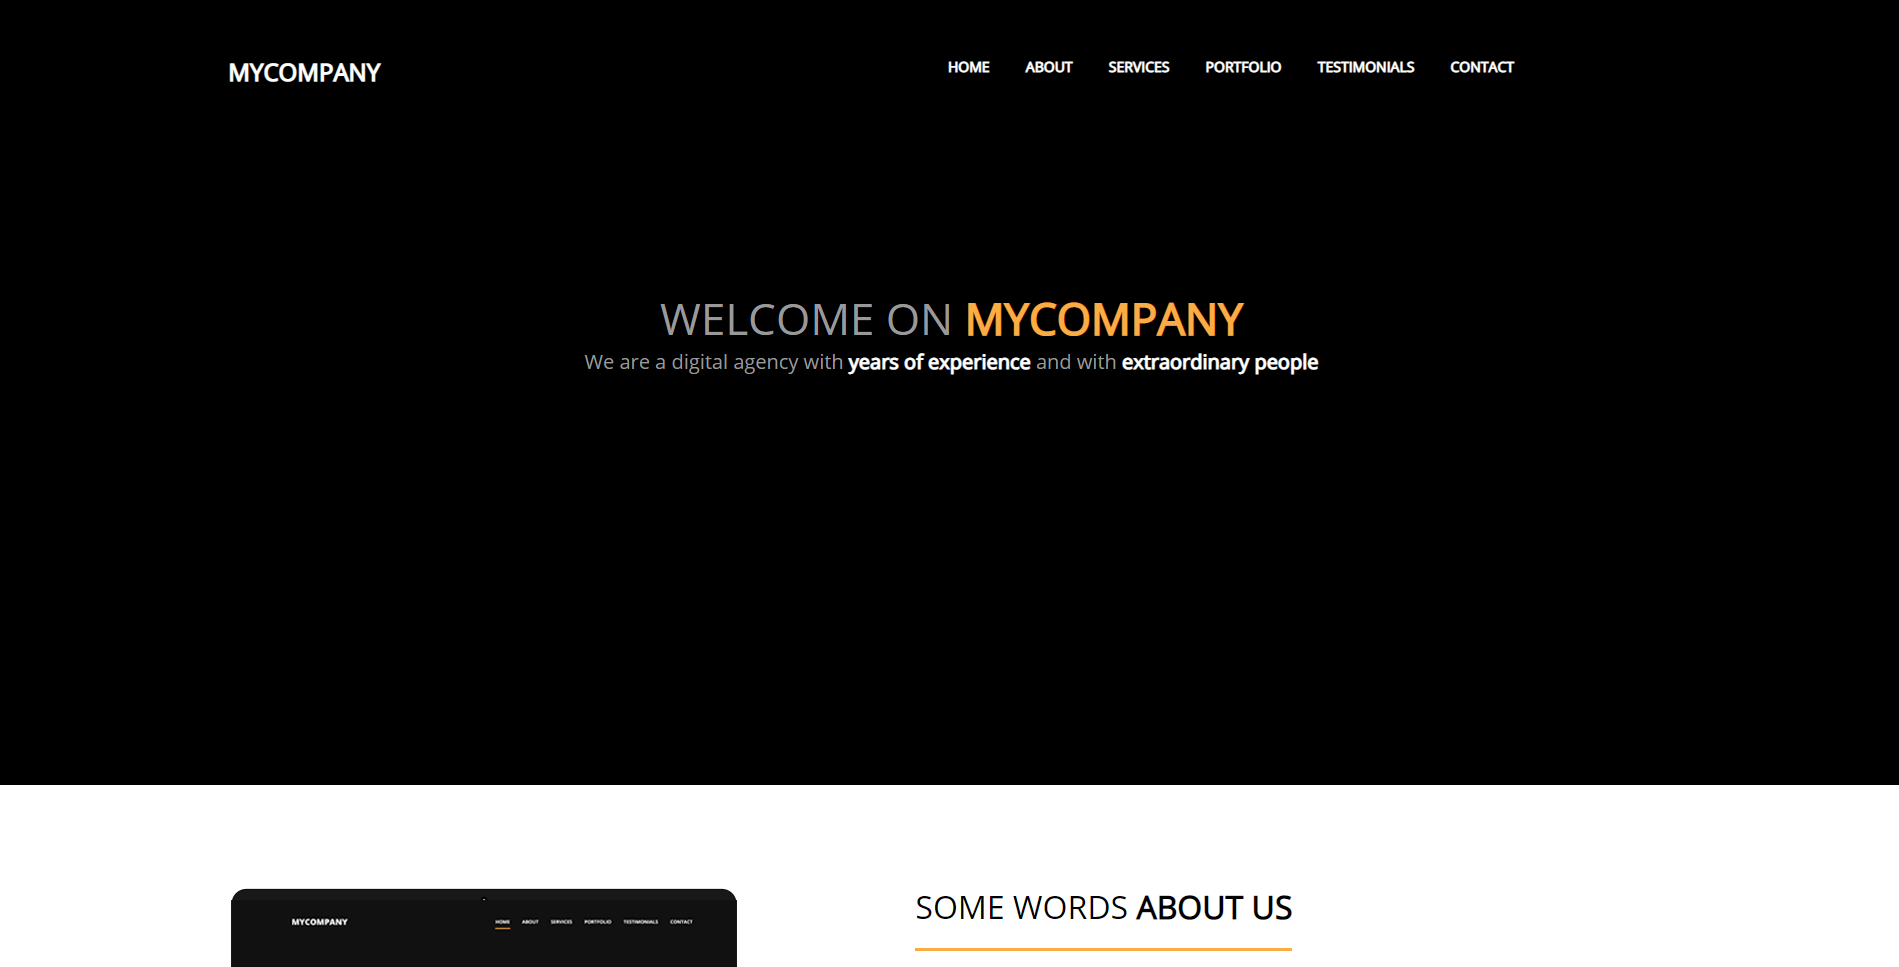 MYCOMPANY
HOME ABOUT SERVICES PORTFOLIO TESTIMONIALS CONTACT
WELCOME ON MYCOMPANY
We are a digital agency with years of experience and with extraordinary people
SOME WORDS ABOUT US
MYCOMPANY
HOME ABOUT SERVICES PORTFOLIO TESTIMONIALS CONTACT